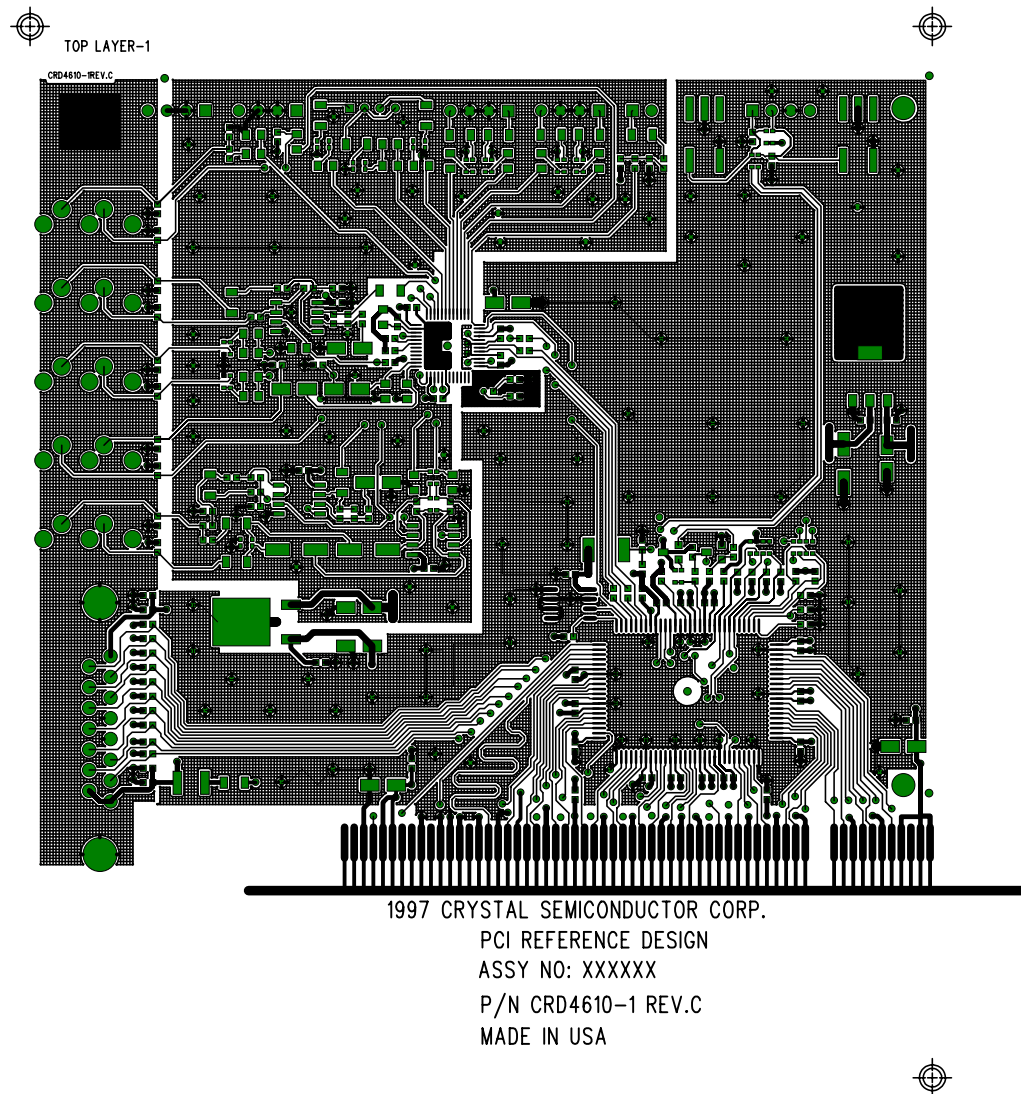 TOP LAYER-1
CRD4610-1REV.C
1997 CRYSTAL SEMICONDUCTOR CORP.
PCI REFERENCE DESIGN
ASSY NO: XXXXXX
P/N CRD4610-1 REV.C
MADE IN USA